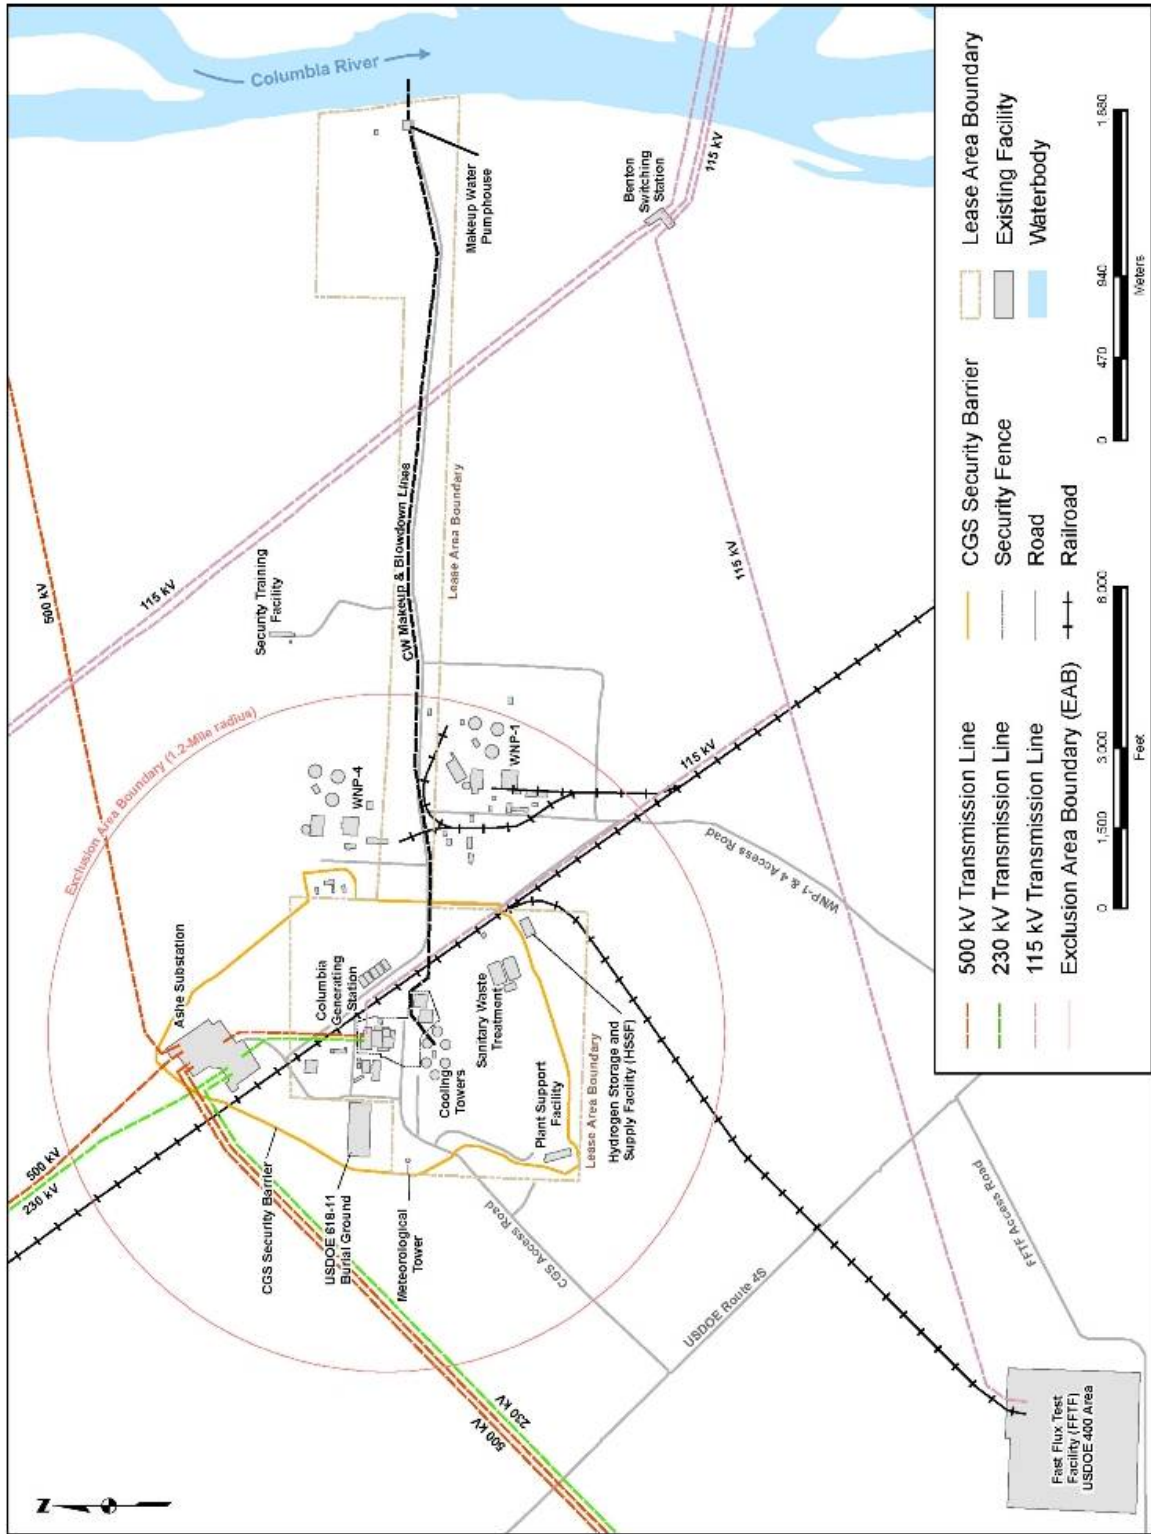 Columbia River
500 kV
115 kV
Security Training
Facility
Makeup Water
Pumphouse
Benton
Switching
Station
115 kV
CW Makeup & Blowdown Lines
Lease Area Boundary
115 kV
Exclusion Area Boundary (1.2-Mile radius)
WNP-4
WNP-1
115 kV
WNP-1 & 4 Access Road
Ashe Substation
Columbia
Generating
Station
Cooling
Towers
Sanitary Waste
Treatment
Plant Support
Facility
Lease Area Boundary
Hydrogen Storage and
Supply Facility (HSSF)
500 kV
230 kV
CGS Security Barrier
USDOE 618-11
Burial Ground
Meteorological
Tower
CGS Access Road
USDOE Route 4S
FFTF Access Road
500 kV
230 kV
Fast Flux Test
Facility (FFTF)
USDOE 400 Area
N
500 kV Transmission Line
230 kV Transmission Line
115 kV Transmission Line
Exclusion Area Boundary (EAB)
CGS Security Barrier
Security Fence
Road
Railroad
Lease Area Boundary
Existing Facility
Waterbody
0 1,500 3,000 6,000
Feet
0 470 940 1,880
Meters